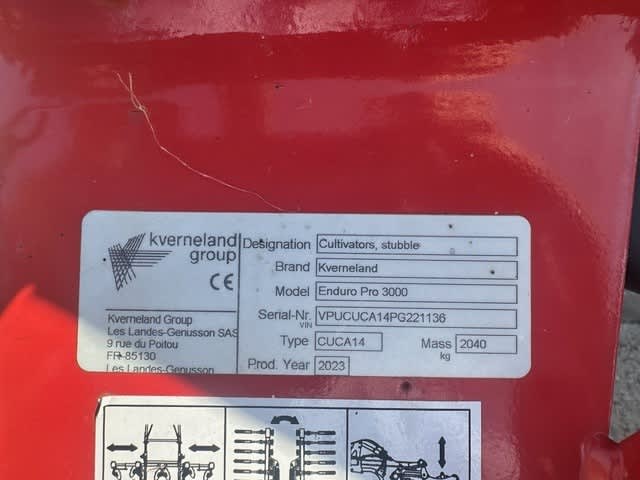 kverneland
group
CE
Kverneland Group
Les Landes-Genusson SAS
9 rue du Poitou
FR-85130
Les Landes-Genusson
Designation Cultivators, stubble
Brand Kverneland
Model Enduro Pro 3000
Serial-Nr. VPUCUCA14PG221136
VIN
Type CUCA14 Mass 2040
kg
Prod. Year 2023